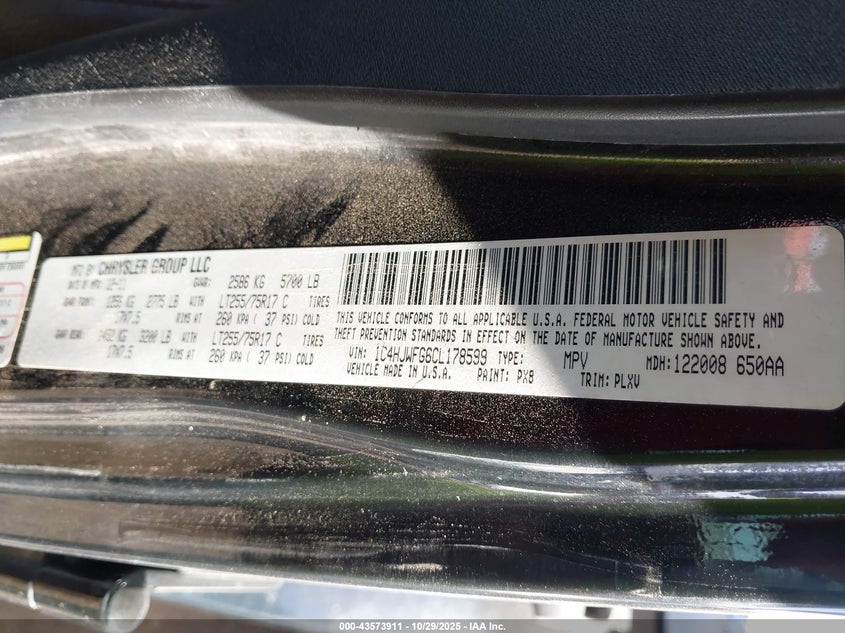 MFD BY CHRYSLER GROUP LLC
DATE OF MFR: 12-11 GVWR: 2586 KG 5700 LB
GAWR FRONT: 1259 KG 2775 LB WITH LT255/75R17 C TIRES
17X7.5 RIMS AT 260 KPA ( 37 PSI) COLD
GAWR REAR: 1452 KG 3200 LB WITH LT255/75R17 C TIRES
17X7.5 RIMS AT 260 KPA ( 37 PSI) COLD
THIS VEHICLE CONFORMS TO ALL APPLICABLE U.S.A. FEDERAL MOTOR VEHICLE SAFETY AND
THEFT PREVENTION STANDARDS IN EFFECT ON THE DATE OF MANUFACTURE SHOWN ABOVE.
VIN: 1C4HJWFG6CL178599 TYPE: MPV MDH: 122008 650AA
VEHICLE MADE IN U.S.A. PAINT: PX8 TRIM: PLXV
000-43573911 - 10/29/2025 - IAA Inc.